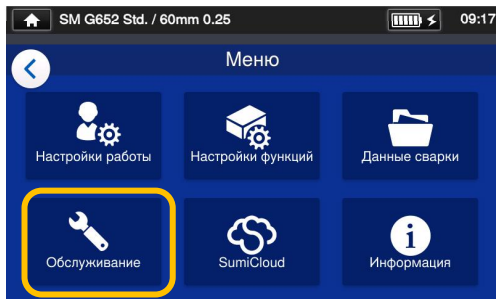 SM G652 Std. / 60mm 0.25 09:17
Меню
Настройки работы Настройки функций Данные сварки
Обслуживание SumiCloud Информация